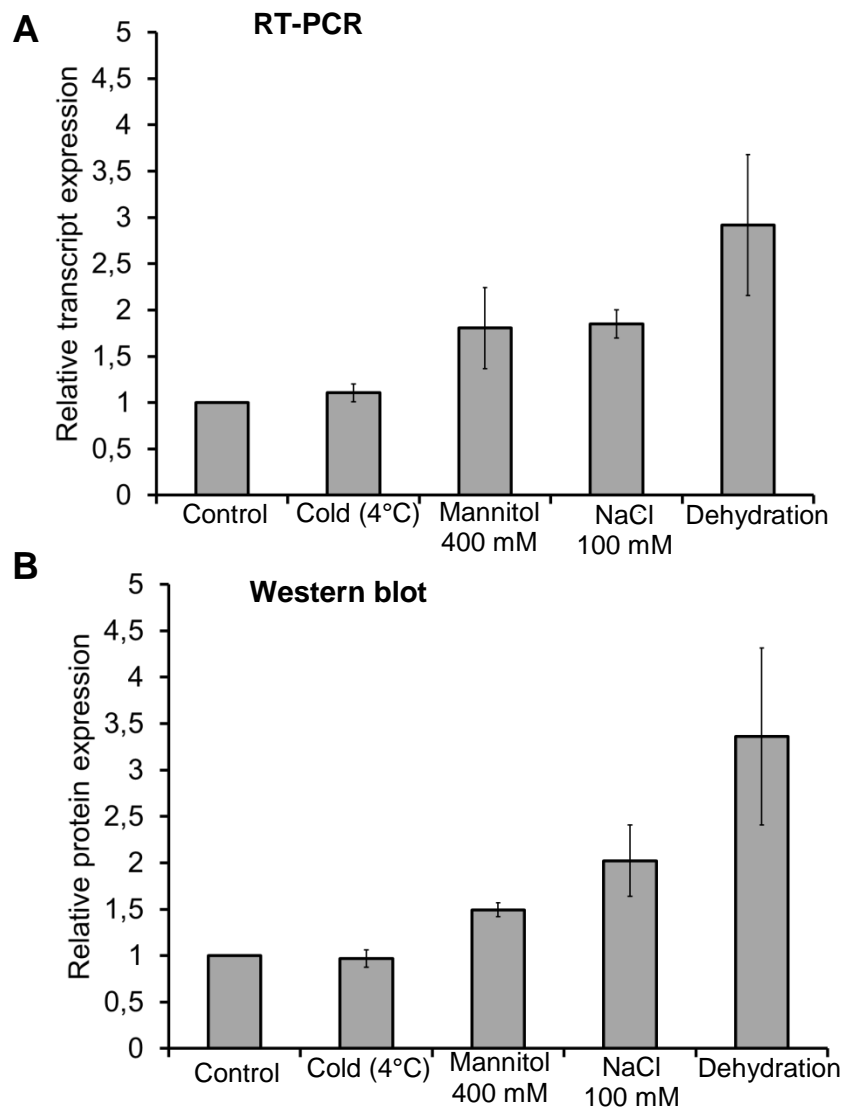 A
RT-PCR
Relative transcript expression
5
4,5
4
3,5
3
2,5
2
1,5
1
0,5
0
Control
Cold (4°C)
Mannitol
400 mM
NaCl
100 mM
Dehydration
B
Western blot
Relative protein expression
5
4,5
4
3,5
3
2,5
2
1,5
1
0,5
0
Control
Cold (4°C)
Mannitol
400 mM
NaCl
100 mM
Dehydration